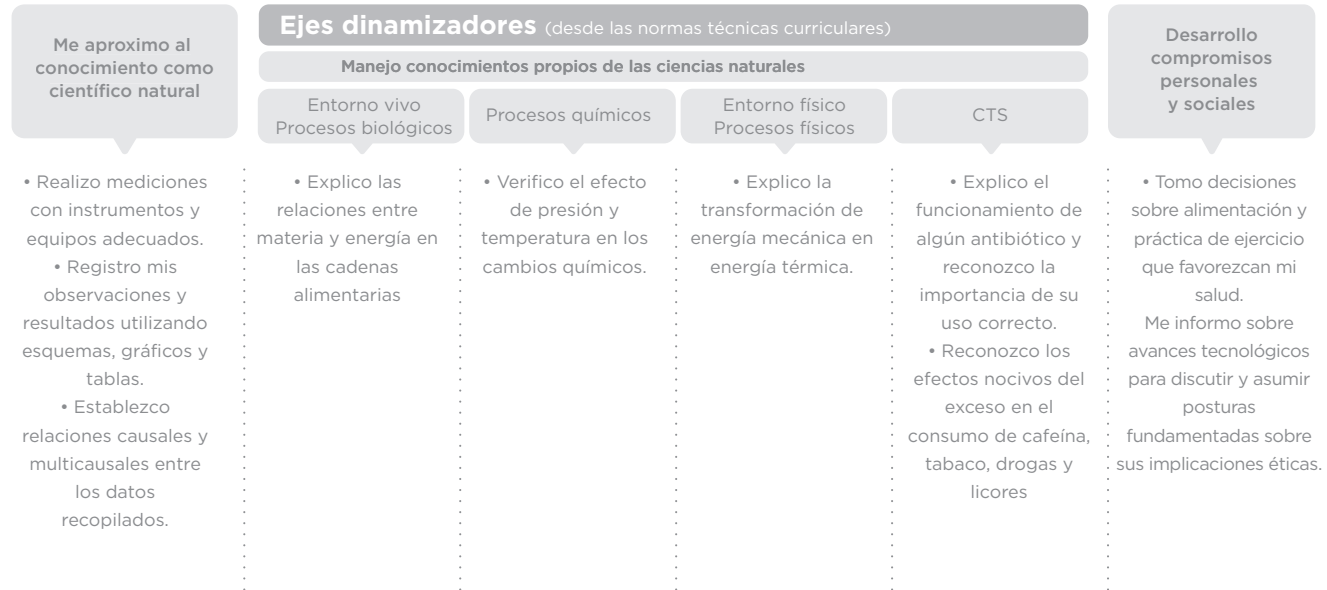 Me aproximo al
conocimiento como
científico natural
Ejes dinamizadores (desde las normas técnicas curriculares)
Manejo conocimientos propios de las ciencias naturales
Entorno vivo
Procesos biológicos
Procesos químicos
Entorno físico
Procesos físicos
CTS
Desarrollo
compromisos
personales
y sociales
• Realizo mediciones
con instrumentos y
equipos adecuados.
• Registro mis
observaciones y
resultados utilizando
esquemas, gráficos y
tablas.
• Establezco
relaciones causales y
multicausales entre
los datos
recopilados.
• Explico las
relaciones entre
materia y energía en
las cadenas
alimentarias
• Verifico el efecto
de presión y
temperatura en los
cambios químicos.
• Explico la
transformación de
energía mecánica en
energía térmica.
• Explico el
funcionamiento de
algún antibiótico y
reconozco la
importancia de su
uso correcto.
• Reconozco los
efectos nocivos del
exceso en el
consumo de cafeína,
tabaco, drogas y
licores
• Tomo decisiones
sobre alimentación y
práctica de ejercicio
que favorezcan mi
salud.
Me informo sobre
avances tecnológicos
para discutir y asumir
posturas
fundamentadas sobre
sus implicaciones éticas.